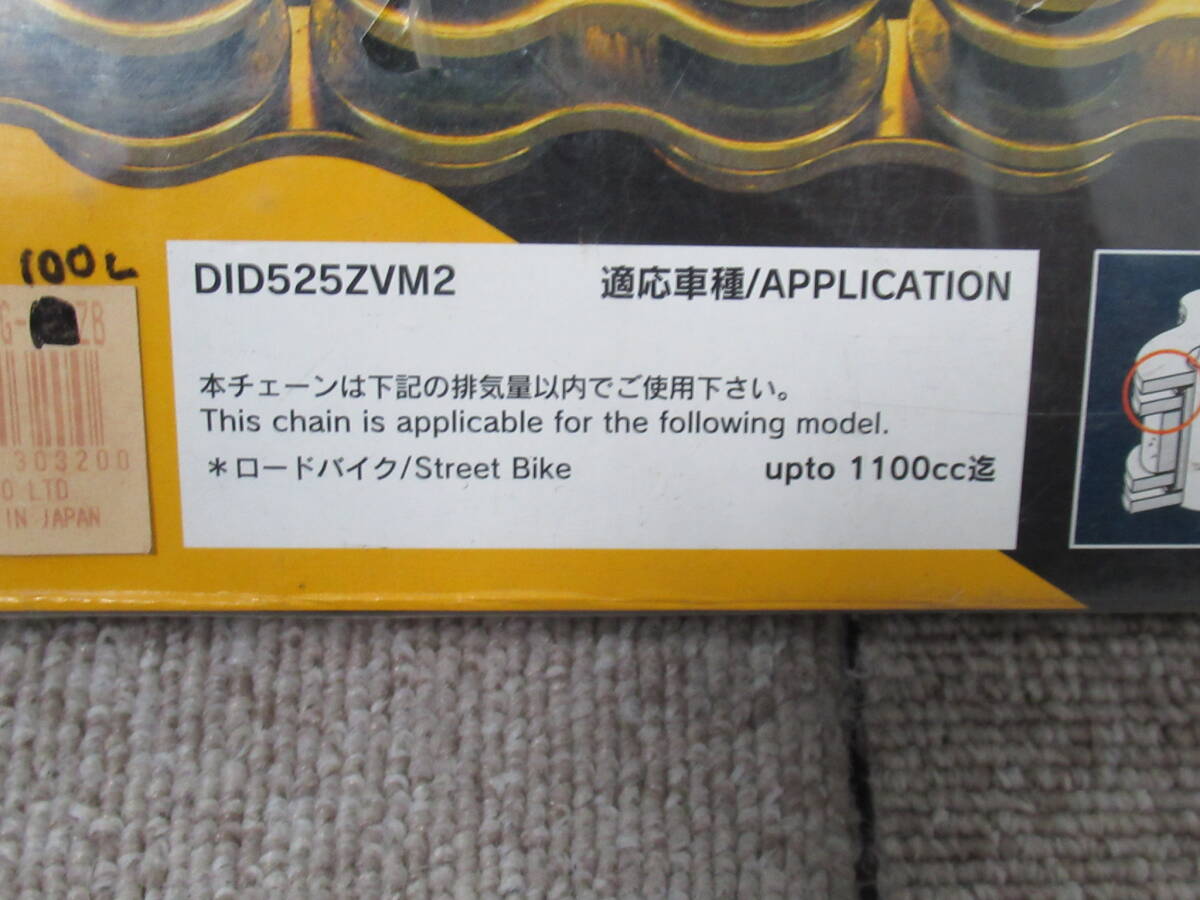 100L
DID525ZVM2 適応車種/APPLICATION
本チェーンは下記の排気量以内でご使用下さい。
This chain is applicable for the following model.
*ロードバイク/Street Bike upto 1100cc迄
303200
LTD
IN JAPAN